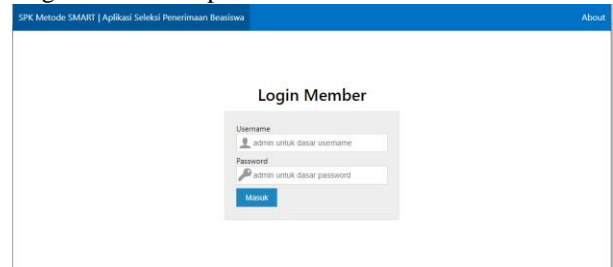 SPK Metode SMART | Aplikasi Seleksi Penerimaan Beasiswa About
Login Member
Username
admin untuk dasar username
Password
admin untuk dasar password
Masuk